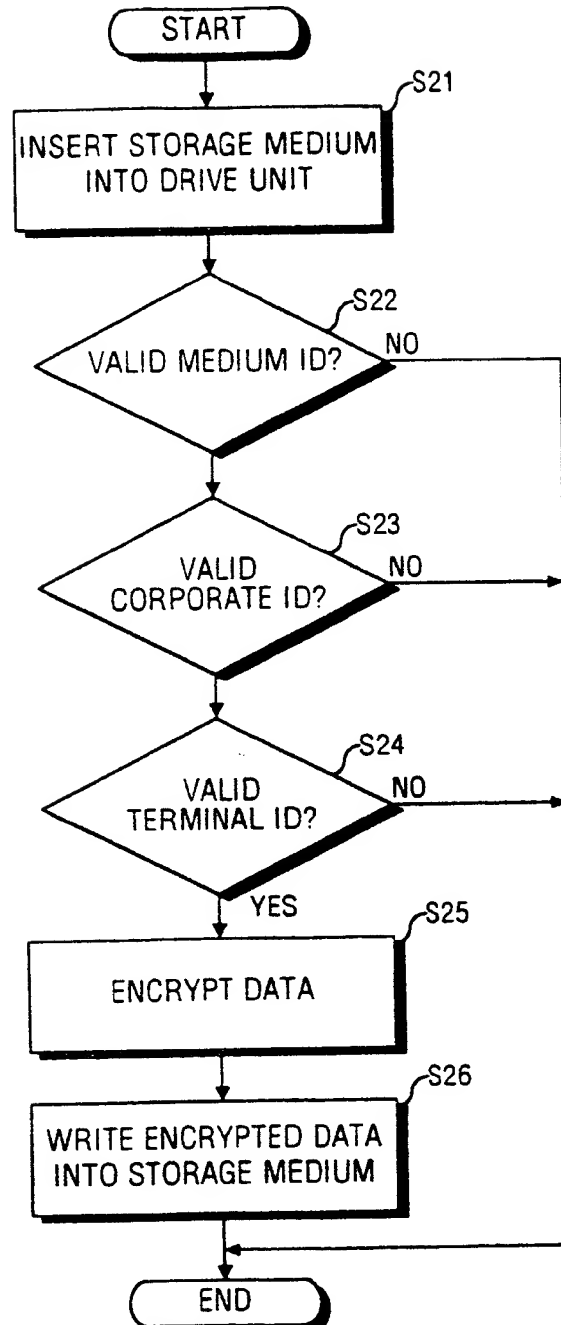 START
S21
INSERT STORAGE MEDIUM
INTO DRIVE UNIT
S22
VALID MEDIUM ID?
NO
S23
VALID
CORPORATE ID?
NO
S24
VALID
TERMINAL ID?
NO
YES
S25
ENCRYPT DATA
S26
WRITE ENCRYPTED DATA
INTO STORAGE MEDIUM
END